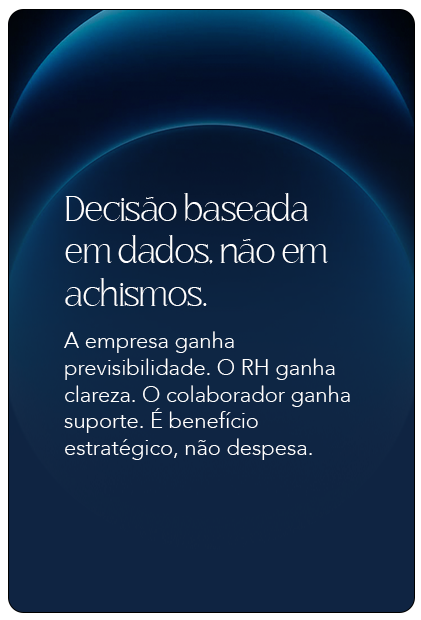 Decisão baseada
em dados, não em
achismos.
A empresa ganha
previsibilidade. O RH ganha
clareza. O colaborador ganha
suporte. É benefício
estratégico, não despesa.